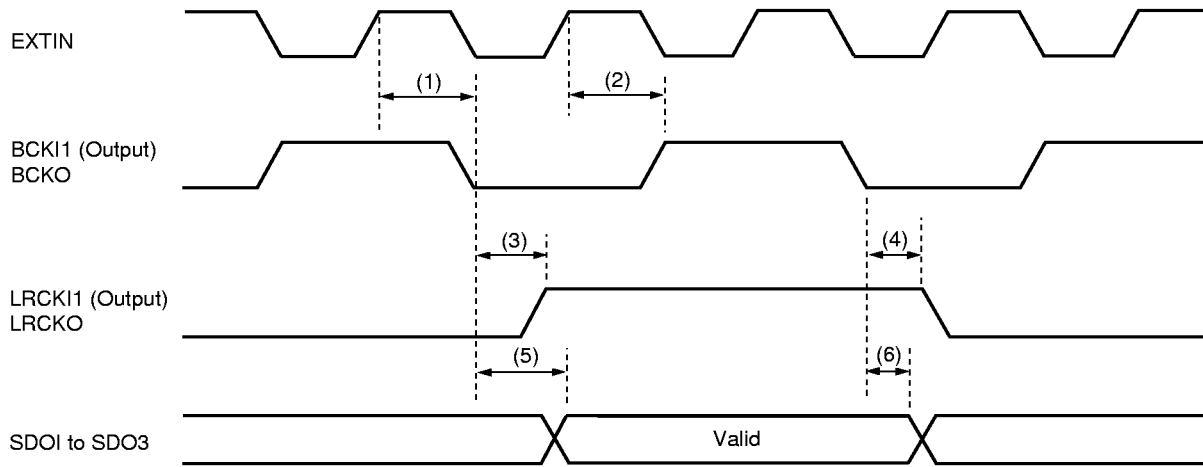 EXTIN
(1)
(2)
BCKI1 (Output)
BCKO
(3)
(4)
LRCKI1 (Output)
LRCKO
(5)
(6)
SDOI to SDO3
Valid